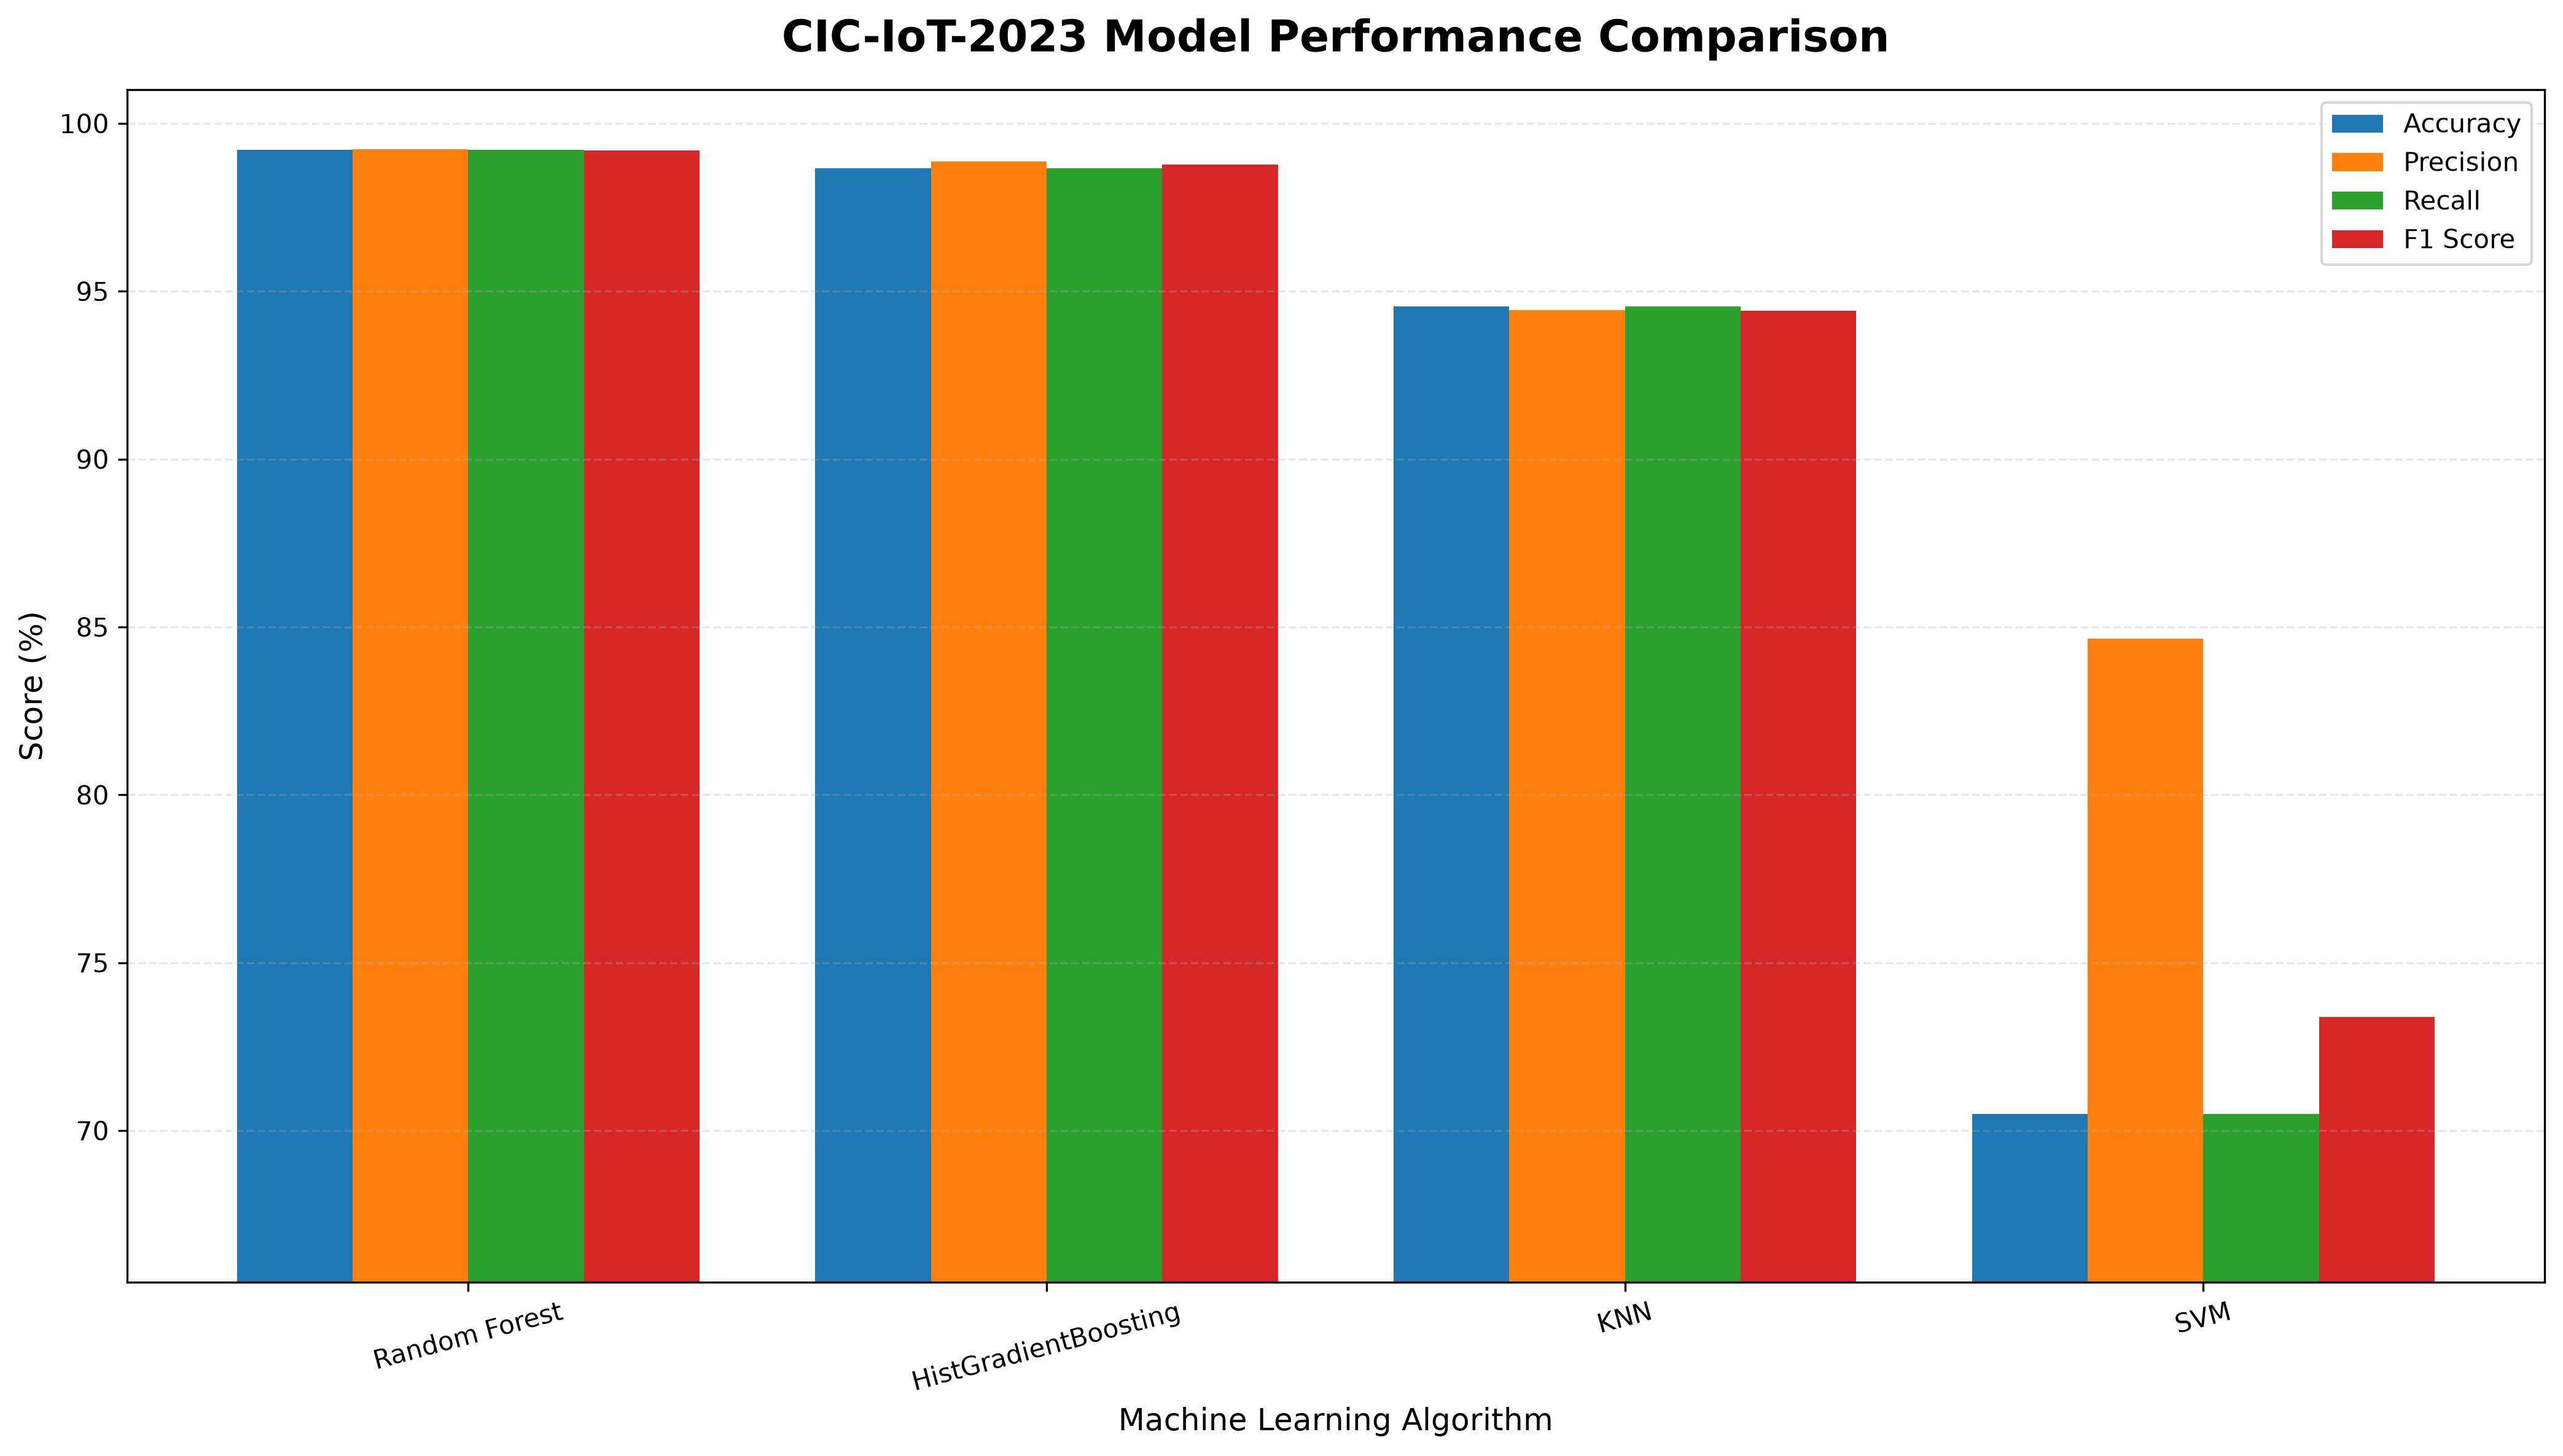 CIC-IoT-2023 Model Performance Comparison
Accuracy
Precision
Recall
F1 Score
Score (%)
100
95
90
85
80
75
70
Random Forest
HistGradientBoosting
KNN
SVM
Machine Learning Algorithm